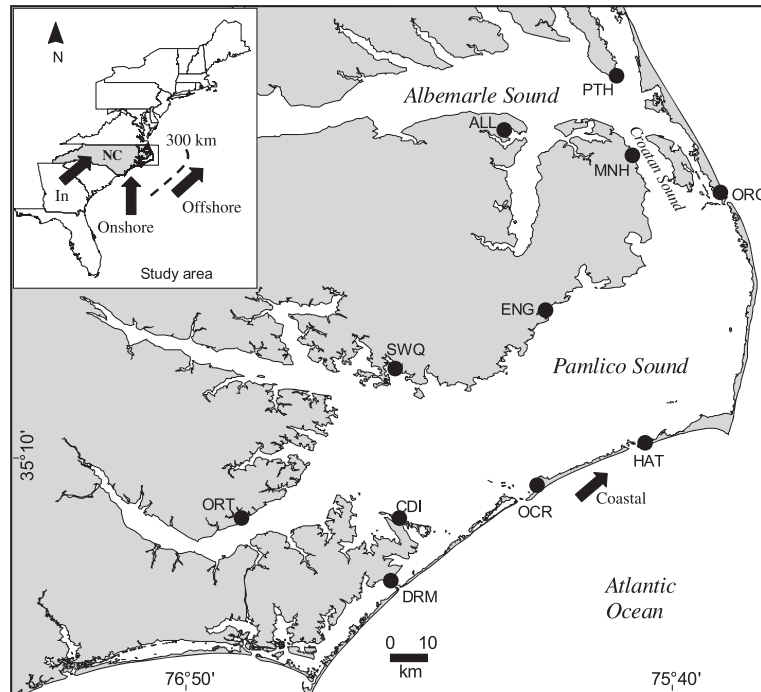 N
NC
300 km
In
Offshore
Onshore
Study area
Albemarle Sound
PTH
ALL
Croatan Sound
MNH
ORG
ENG
SWQ
Pamlico Sound
35°10'
HAT
OCR
Coastal
ORT
CDI
DRM
Atlantic
Ocean
0 10
km
76°50'
75°40'